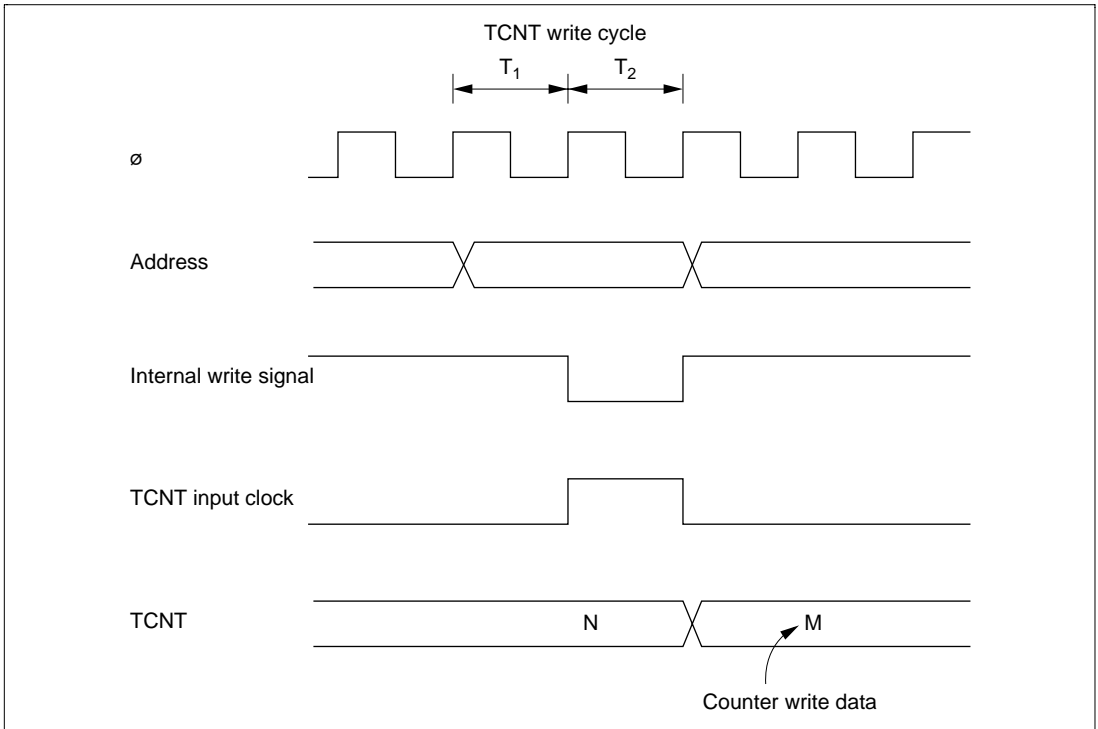 TCNT write cycle
T1 T2
ø
Address
Internal write signal
TCNT input clock
TCNT N M
Counter write data